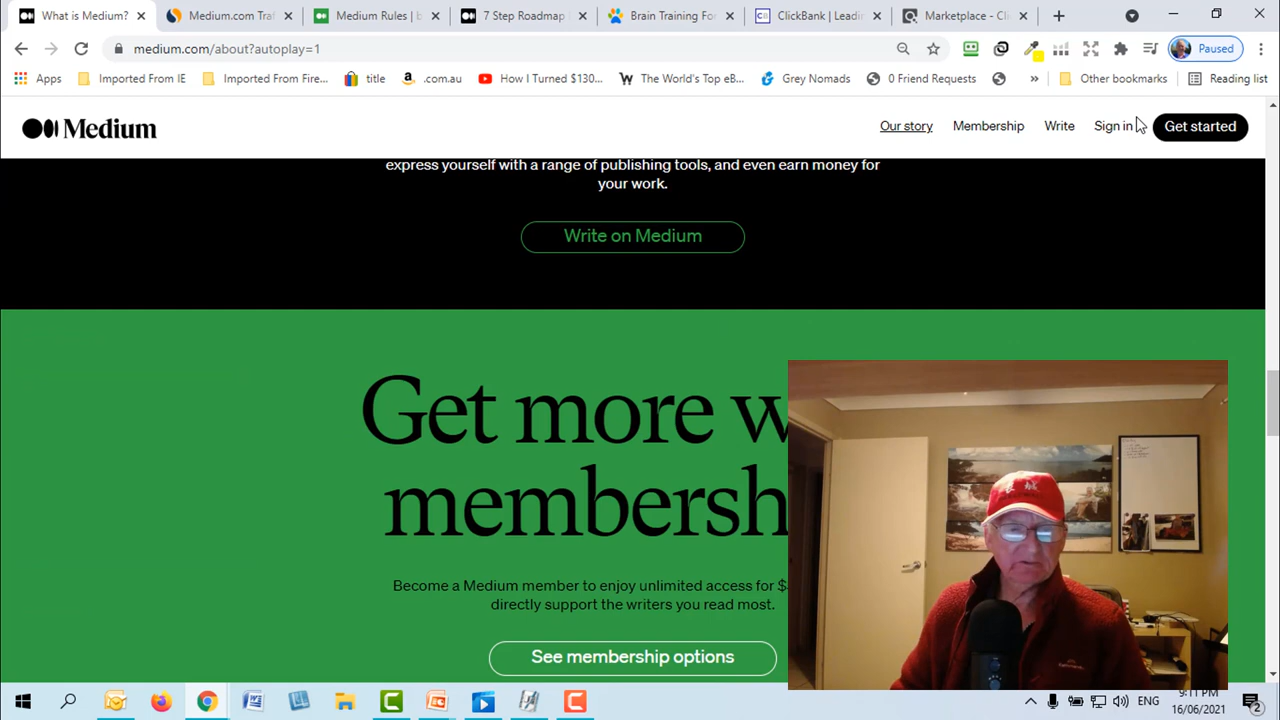 What is Medium?
Medium.com Traf
Medium Rules | b
7 Step Roadmap
Brain Training Fo
ClickBank | Leadin
Marketplace - Cli
medium.com/about?autoplay=1
Paused
Apps
Imported From IE
Imported From Fire...
title
.com.au
How I Turned $130...
The World's Top eB...
Grey Nomads
0 Friend Requests
Other bookmarks
Reading list
Medium
Our story
Membership
Write
Sign in
Get started
express yourself with a range of publishing tools, and even earn money for
your work.
Write on Medium
Get more w
membersh
Become a Medium member to enjoy unlimited access for $
directly support the writers you read most.
See membership options
ENG
9:11 PM
16/06/2021
2